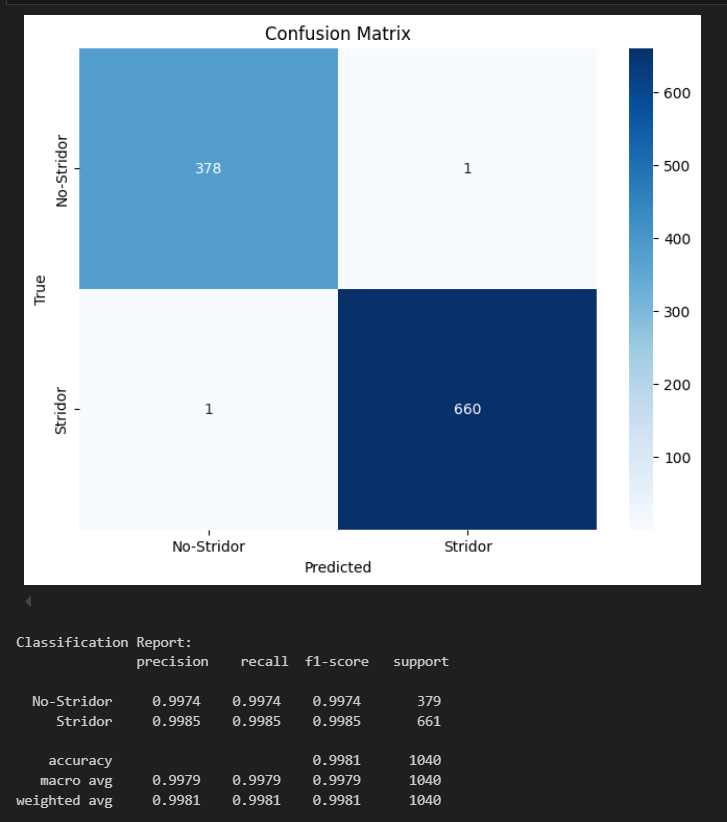 Confusion Matrix
No-Stridor
378
1
600
500
400
True
300
Stridor
1
660
200
100
No-Stridor
Stridor
Predicted
Classification Report:
precision recall f1-score support
No-Stridor 0.9974 0.9974 0.9974 379
Stridor 0.9985 0.9985 0.9985 661
accuracy 0.9981 1040
macro avg 0.9979 0.9979 0.9979 1040
weighted avg 0.9981 0.9981 0.9981 1040